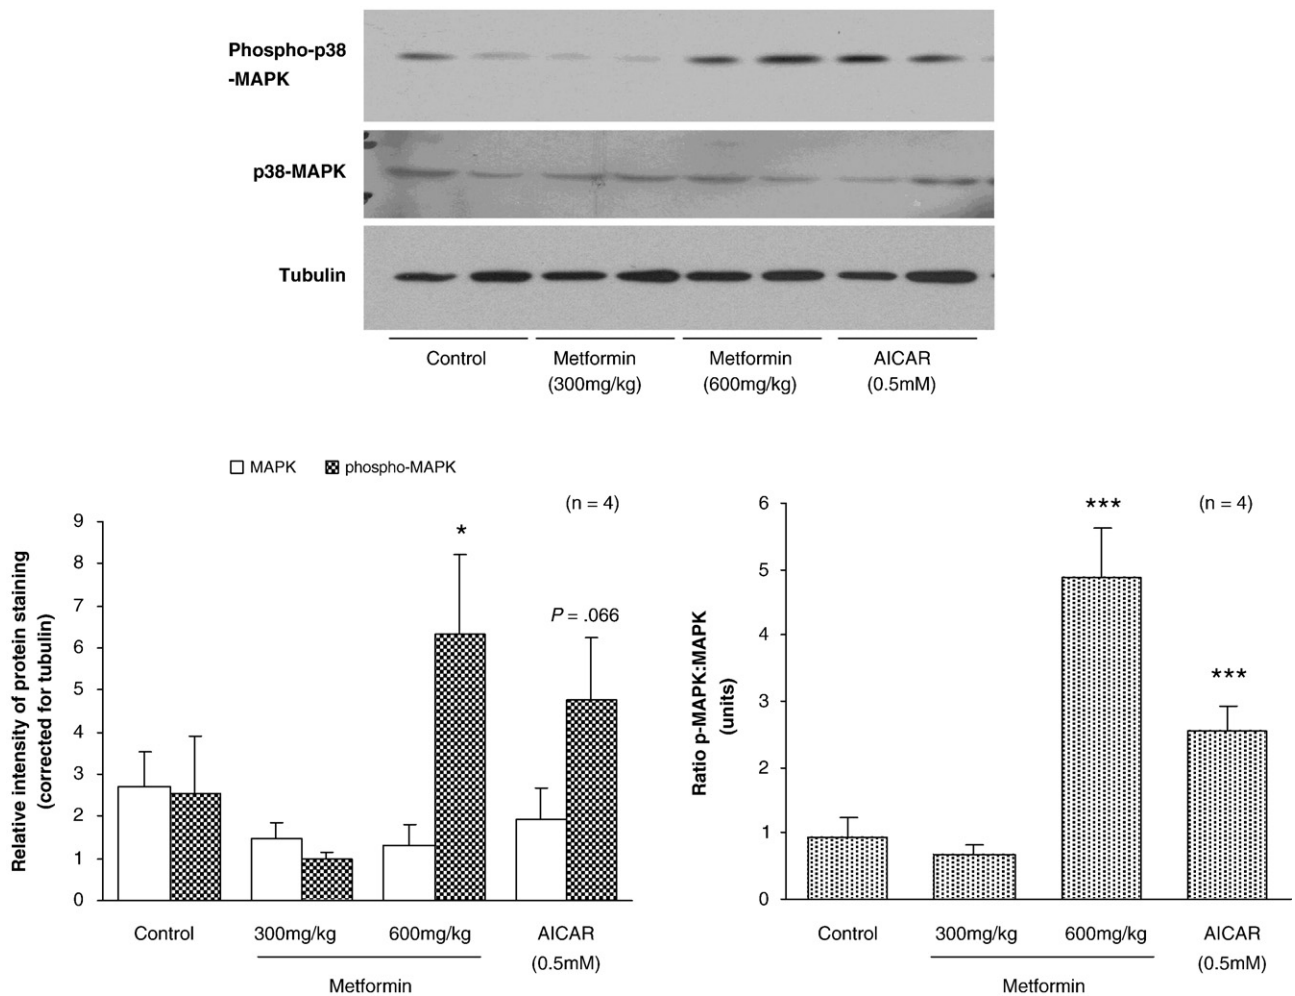 Phospho-p38
-MAPK
p38-MAPK
Tubulin
Control
Metformin
(300mg/kg)
Metformin
(600mg/kg)
AICAR
(0.5mM)
MAPK
phospho-MAPK
(n = 4)
9
8
7
6
5
4
3
2
1
0
Relative intensity of protein staining
(corrected for tubulin)
*
P = .066
Control
300mg/kg
600mg/kg
AICAR
(0.5mM)
Metformin
(n = 4)
6
5
4
3
2
1
0
Ratio p-MAPK:MAPK
(units)
***
***
Control
300mg/kg
600mg/kg
AICAR
(0.5mM)
Metformin